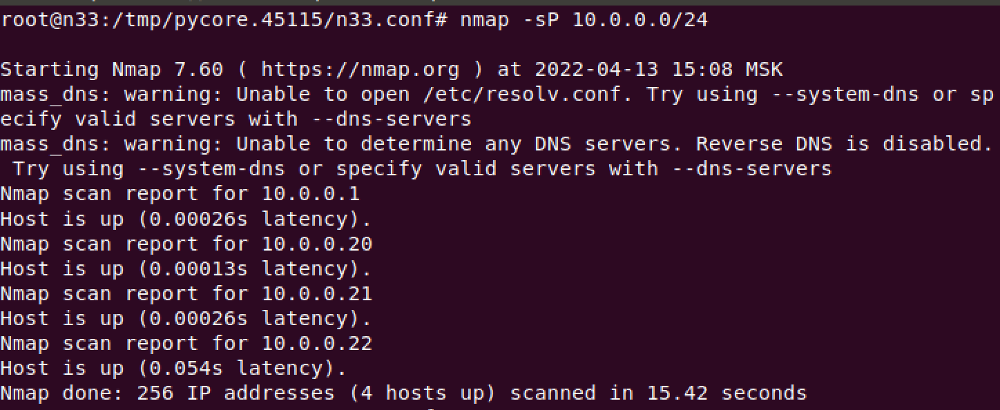 root@n33:/tmp/pycore.45115/n33.conf# nmap -sP 10.0.0.0/24
Starting Nmap 7.60 ( https://nmap.org ) at 2022-04-13 15:08 MSK
mass_dns: warning: Unable to open /etc/resolv.conf. Try using --system-dns or sp
ecify valid servers with --dns-servers
mass_dns: warning: Unable to determine any DNS servers. Reverse DNS is disabled.
 Try using --system-dns or specify valid servers with --dns-servers
Nmap scan report for 10.0.0.1
Host is up (0.00026s latency).
Nmap scan report for 10.0.0.20
Host is up (0.00013s latency).
Nmap scan report for 10.0.0.21
Host is up (0.00026s latency).
Nmap scan report for 10.0.0.22
Host is up (0.054s latency).
Nmap done: 256 IP addresses (4 hosts up) scanned in 15.42 seconds